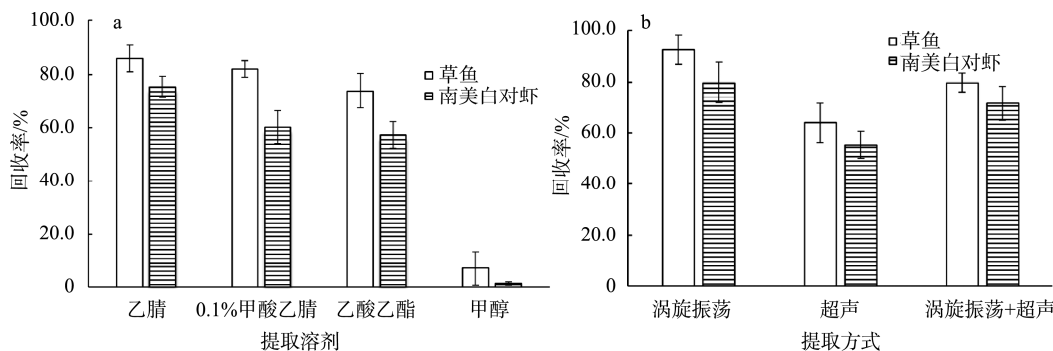 a
100.0
80.0
60.0
40.0
20.0
0
回收率/%
草鱼
南美白对虾
乙腈
0.1%甲酸乙腈
乙酸乙酯
甲醇
提取溶剂
b
100.0
80.0
60.0
40.0
20.0
0
回收率/%
草鱼
南美白对虾
涡旋振荡
超声
涡旋振荡+超声
提取方式